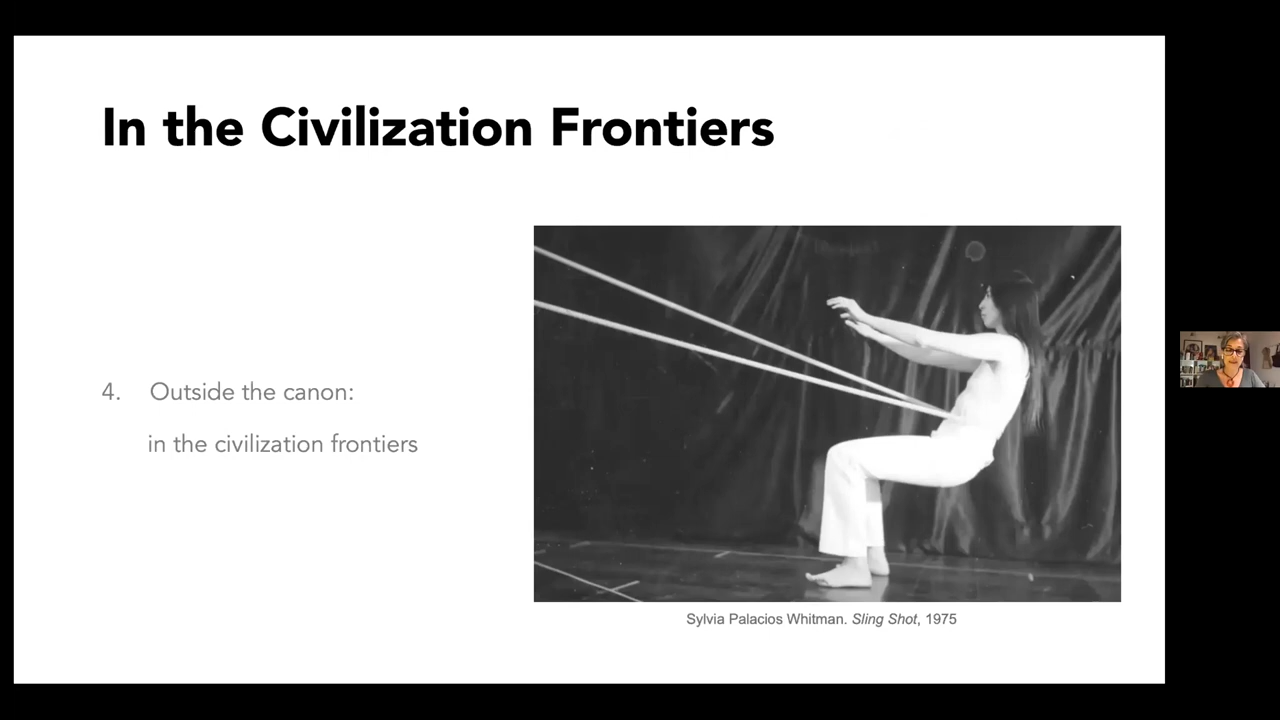 In the Civilization Frontiers
4. Outside the canon:
in the civilization frontiers
Sylvia Palacios Whitman. Sling Shot, 1975